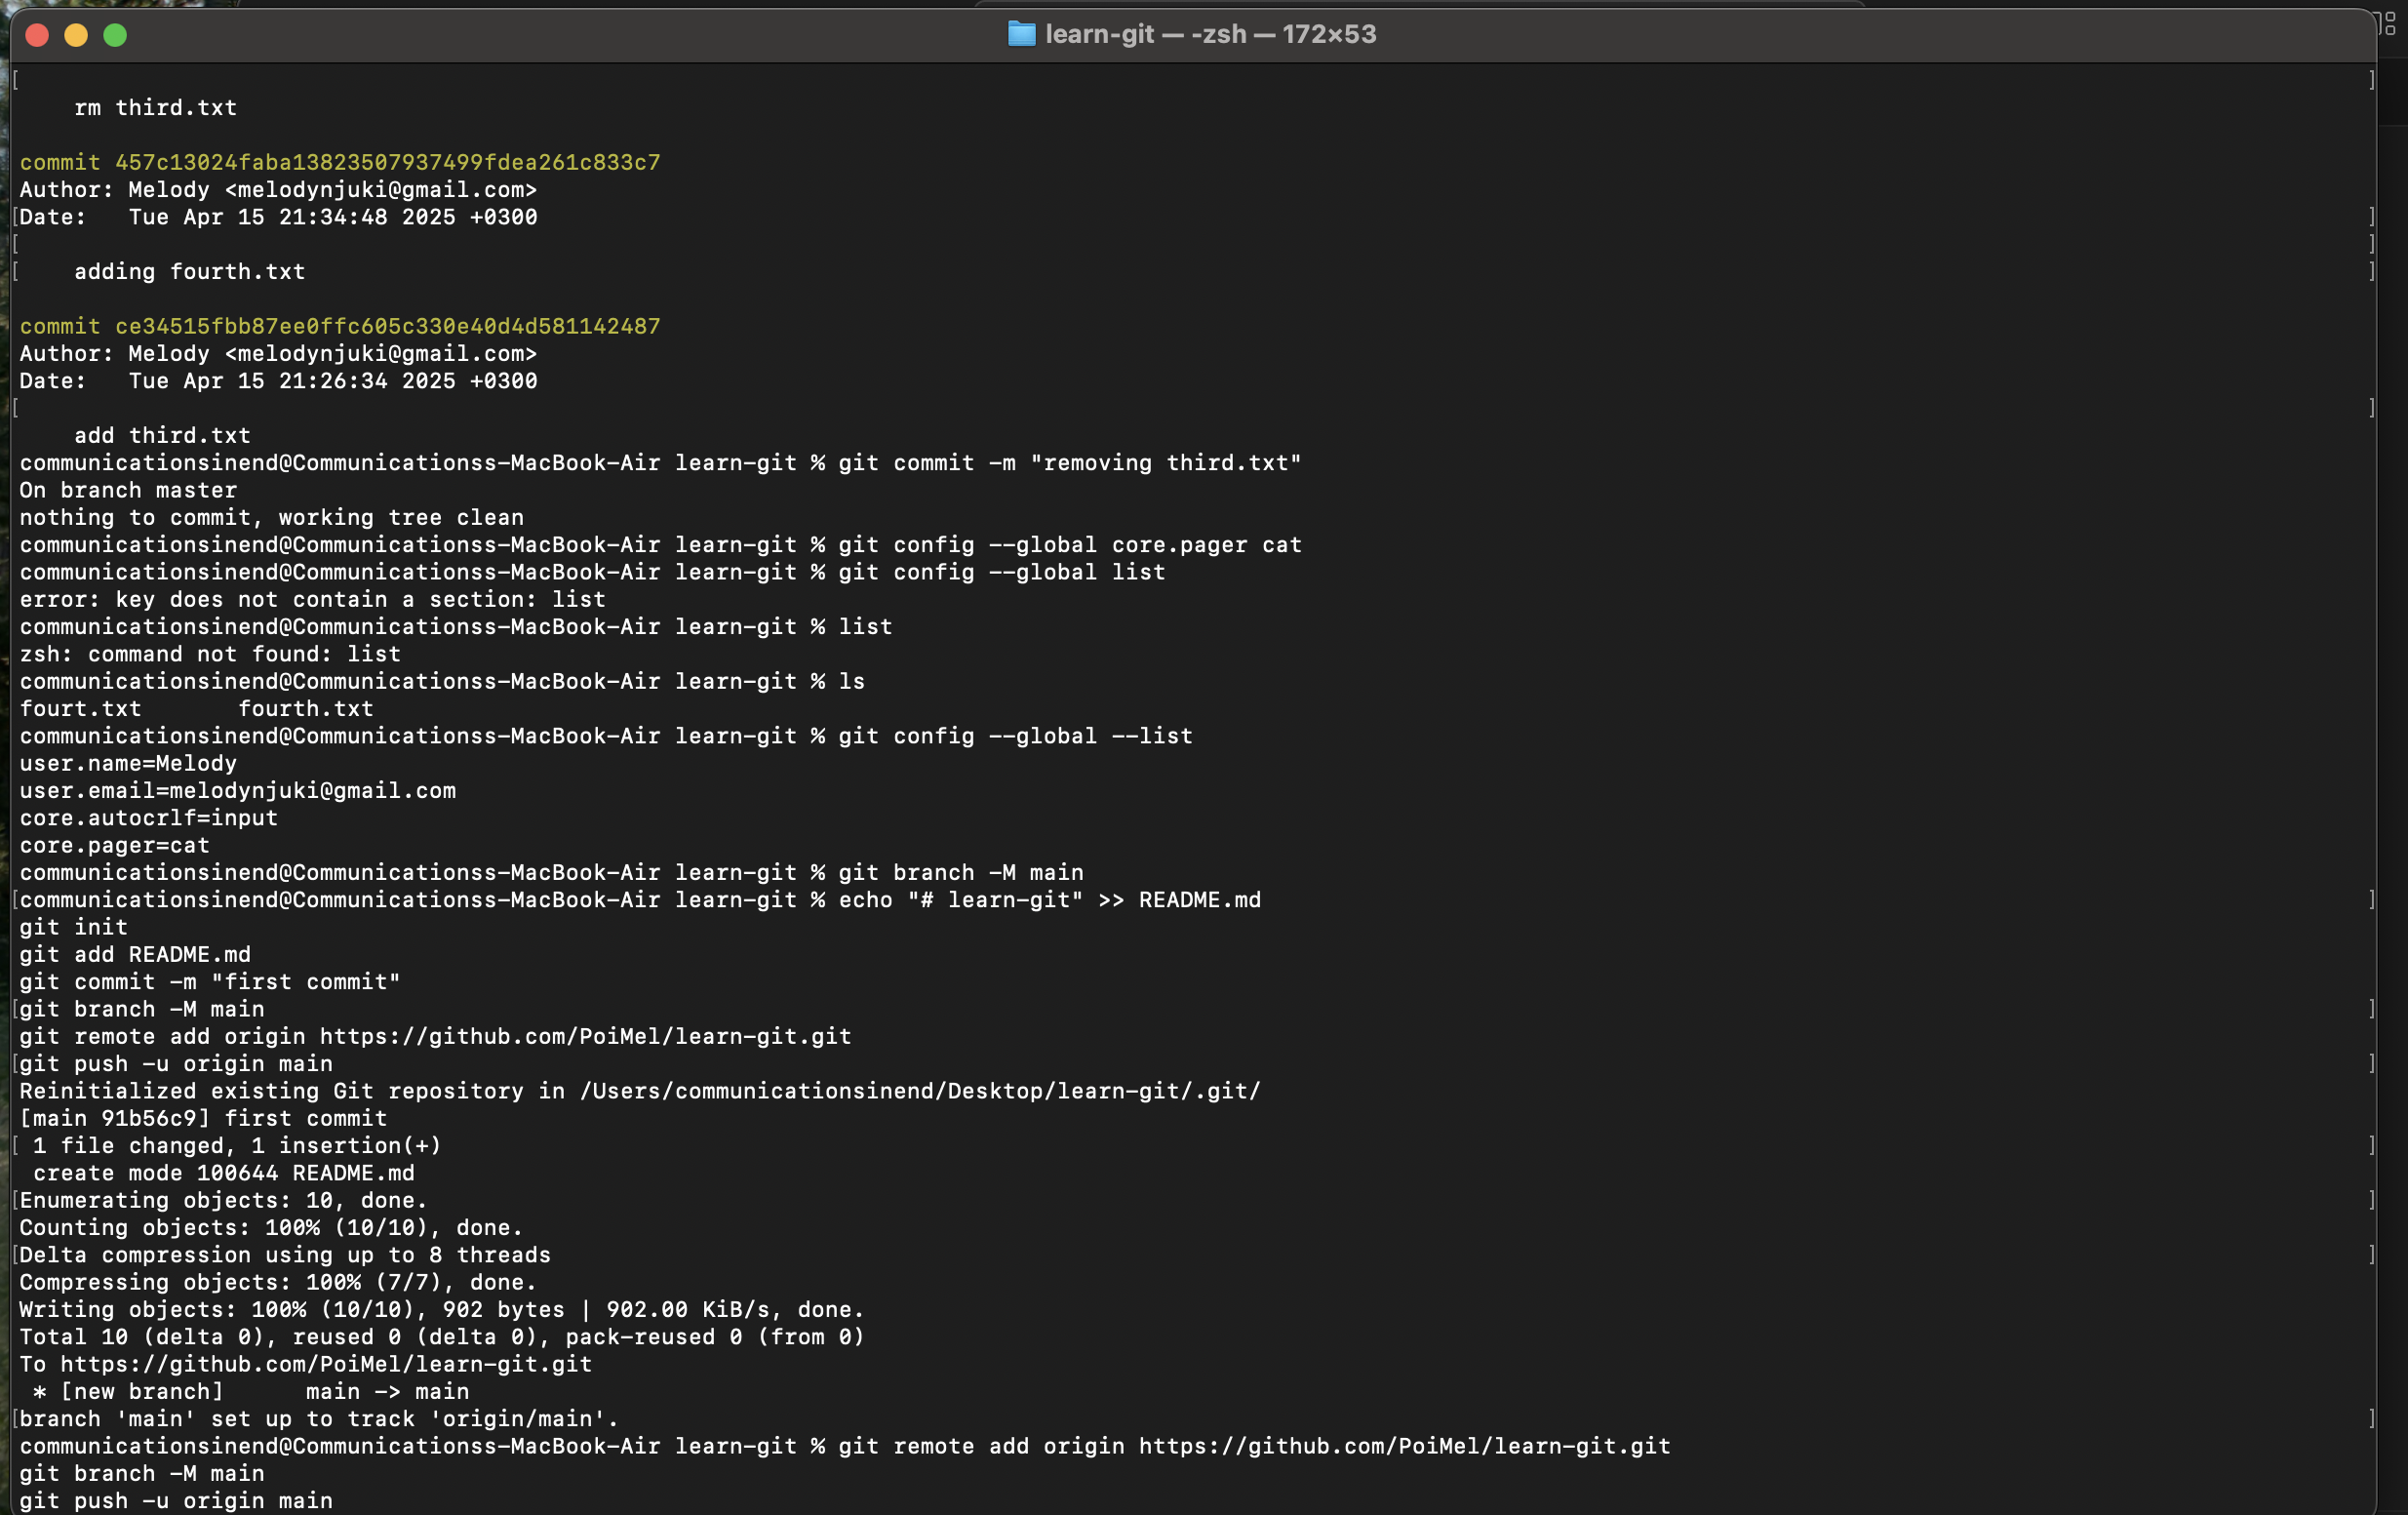 learn-git — -zsh — 172×53
[ ]
    rm third.txt
commit 457c13024faba13823507937499fdea261c833c7
Author: Melody <melodynjuki@gmail.com>
[Date:   Tue Apr 15 21:34:48 2025 +0300 ]
[ ]
[    adding fourth.txt ]
commit ce34515fbb87ee0ffc605c330e40d4d581142487
Author: Melody <melodynjuki@gmail.com>
Date:   Tue Apr 15 21:26:34 2025 +0300
[ ]
    add third.txt
communicationsinend@Communicationss-MacBook-Air learn-git % git commit -m "removing third.txt"
On branch master
nothing to commit, working tree clean
communicationsinend@Communicationss-MacBook-Air learn-git % git config --global core.pager cat
communicationsinend@Communicationss-MacBook-Air learn-git % git config --global list
error: key does not contain a section: list
communicationsinend@Communicationss-MacBook-Air learn-git % list
zsh: command not found: list
communicationsinend@Communicationss-MacBook-Air learn-git % ls
fourt.txt       fourth.txt
communicationsinend@Communicationss-MacBook-Air learn-git % git config --global --list
user.name=Melody
user.email=melodynjuki@gmail.com
core.autocrlf=input
core.pager=cat
communicationsinend@Communicationss-MacBook-Air learn-git % git branch -M main
[communicationsinend@Communicationss-MacBook-Air learn-git % echo "# learn-git" >> README.md ]
git init
git add README.md
git commit -m "first commit"
[git branch -M main ]
git remote add origin https://github.com/PoiMel/learn-git.git
[git push -u origin main ]
Reinitialized existing Git repository in /Users/communicationsinend/Desktop/learn-git/.git/
[main 91b56c9] first commit
[ 1 file changed, 1 insertion(+) ]
 create mode 100644 README.md
[Enumerating objects: 10, done. ]
Counting objects: 100% (10/10), done.
[Delta compression using up to 8 threads ]
Compressing objects: 100% (7/7), done.
Writing objects: 100% (10/10), 902 bytes | 902.00 KiB/s, done.
Total 10 (delta 0), reused 0 (delta 0), pack-reused 0 (from 0)
To https://github.com/PoiMel/learn-git.git
 * [new branch]      main -> main
[branch 'main' set up to track 'origin/main'. ]
communicationsinend@Communicationss-MacBook-Air learn-git % git remote add origin https://github.com/PoiMel/learn-git.git
git branch -M main
git push -u origin main